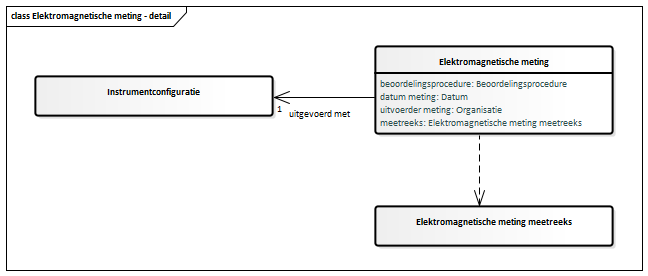 class Elektromagnetische meting - detail
Elektromagnetische meting
beoordelingsprocedure: Beoordelingsprocedure
datum meting: Datum
uitvoerder meting: Organisatie
meetreeks: Elektromagnetische meting meetreeks
Instrumentconfiguratie
1
uitgevoerd met
Elektromagnetische meting meetreeks